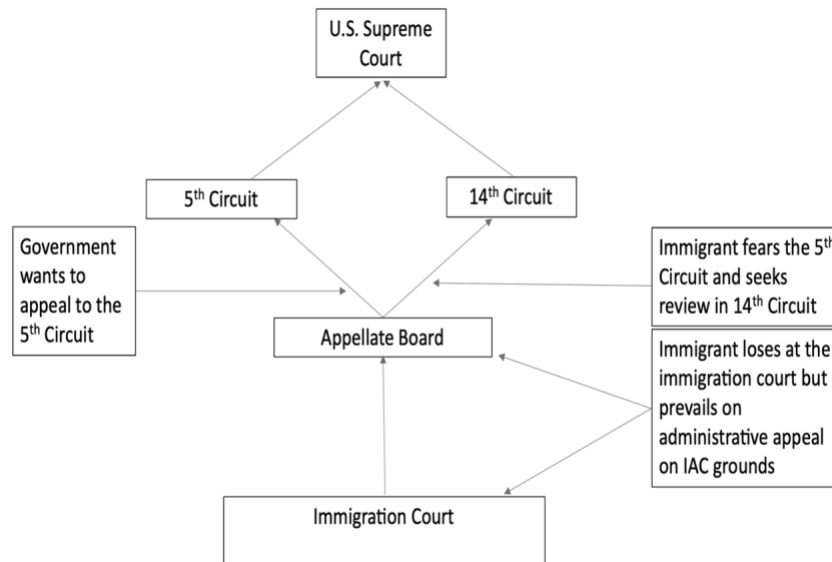 U.S. Supreme
Court
5th Circuit
14th Circuit
Government
wants to
appeal to the
5th Circuit
Immigrant fears the 5th
Circuit and seeks
review in 14th Circuit
Appellate Board
Immigrant loses at the
immigration court but
prevails on
administrative appeal
on IAC grounds
Immigration Court